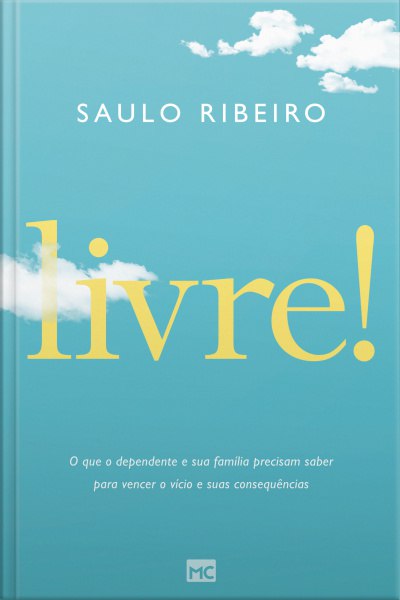 SAULO RIBEIRO
livre!
O que o dependente e sua família precisam saber
para vencer o vício e suas consequências
MC